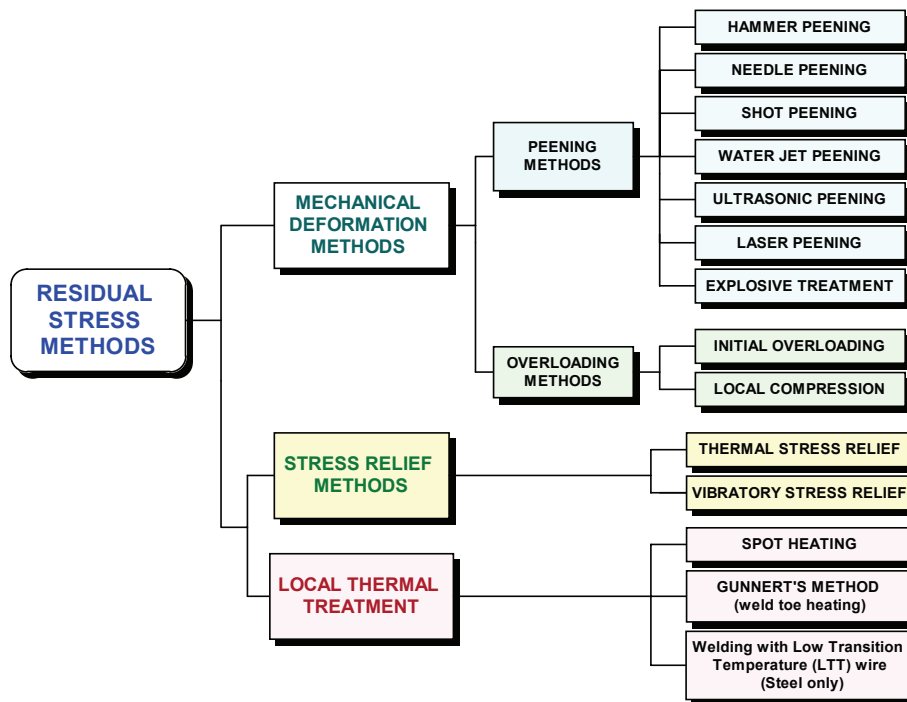 RESIDUAL
STRESS
METHODS
MECHANICAL
DEFORMATION
METHODS
PEENING
METHODS
HAMMER PEENING
NEEDLE PEENING
SHOT PEENING
WATER JET PEENING
ULTRASONIC PEENING
LASER PEENING
EXPLOSIVE TREATMENT
OVERLOADING
METHODS
INITIAL OVERLOADING
LOCAL COMPRESSION
STRESS RELIEF
METHODS
THERMAL STRESS RELIEF
VIBRATORY STRESS RELIEF
LOCAL THERMAL
TREATMENT
SPOT HEATING
GUNNERT'S METHOD
(weld toe heating)
Welding with Low Transition
Temperature (LTT) wire
(Steel only)